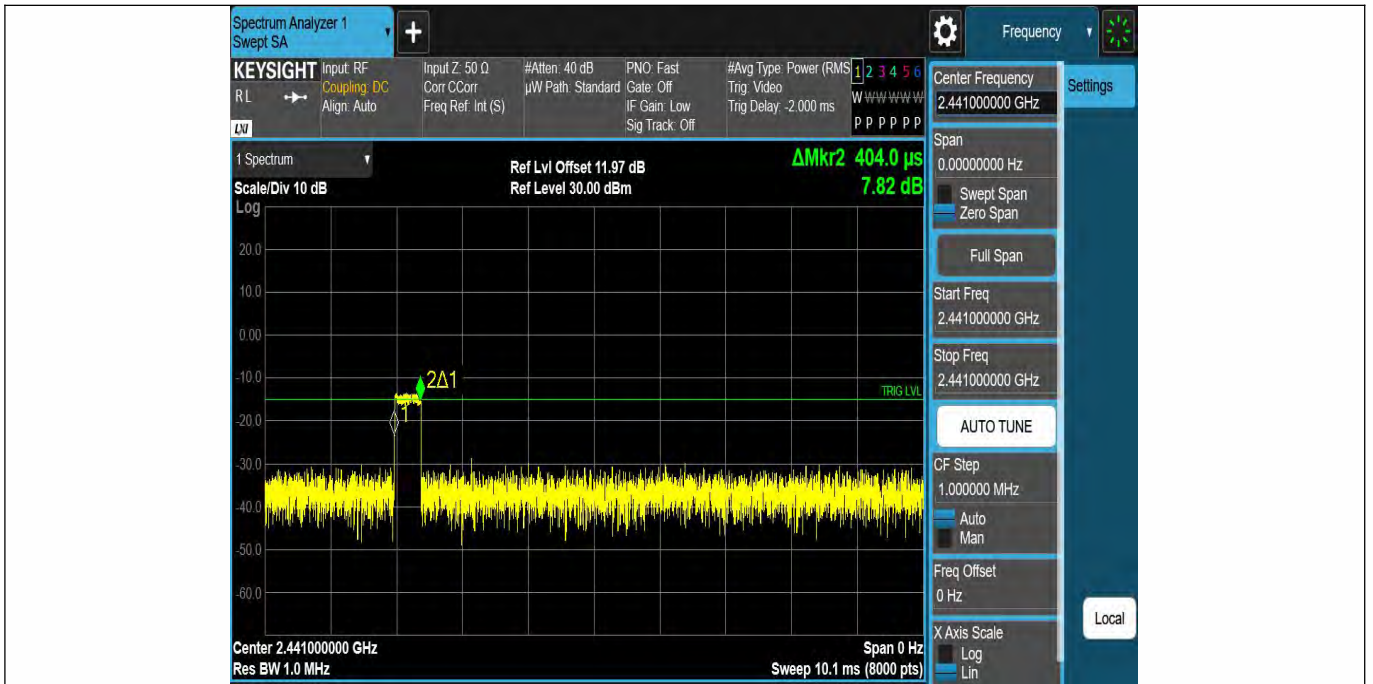 Spectrum Analyzer 1
Swept SA
+
Frequency
KEYSIGHT
RL
LXI
Input: RF
Coupling: DC
Align: Auto
Input Z: 50 Ω
Corr CCorr
Freq Ref: Int (S)
#Atten: 40 dB
µW Path: Standard
PNO: Fast
Gate: Off
IF Gain: Low
Sig Track: Off
#Avg Type: Power (RMS
Trig: Video
Trig Delay: -2.000 ms
1 2 3 4 5 6
W W W W W W
P P P P P P
1 Spectrum
Scale/Div 10 dB
Log
Ref Lvl Offset 11.97 dB
Ref Level 30.00 dBm
ΔMkr2 404.0 µs
7.82 dB
20.0
10.0
0.00
-10.0
-20.0
-30.0
-40.0
-50.0
-60.0
2Δ1
1
TRIG LVL
Center 2.441000000 GHz
Res BW 1.0 MHz
Span 0 Hz
Sweep 10.1 ms (8000 pts)
Center Frequency
2.441000000 GHz
Settings
Span
0.00000000 Hz
Swept Span
Zero Span
Full Span
Start Freq
2.441000000 GHz
Stop Freq
2.441000000 GHz
AUTO TUNE
CF Step
1.000000 MHz
Auto
Man
Freq Offset
0 Hz
X Axis Scale
Log
Lin
Local